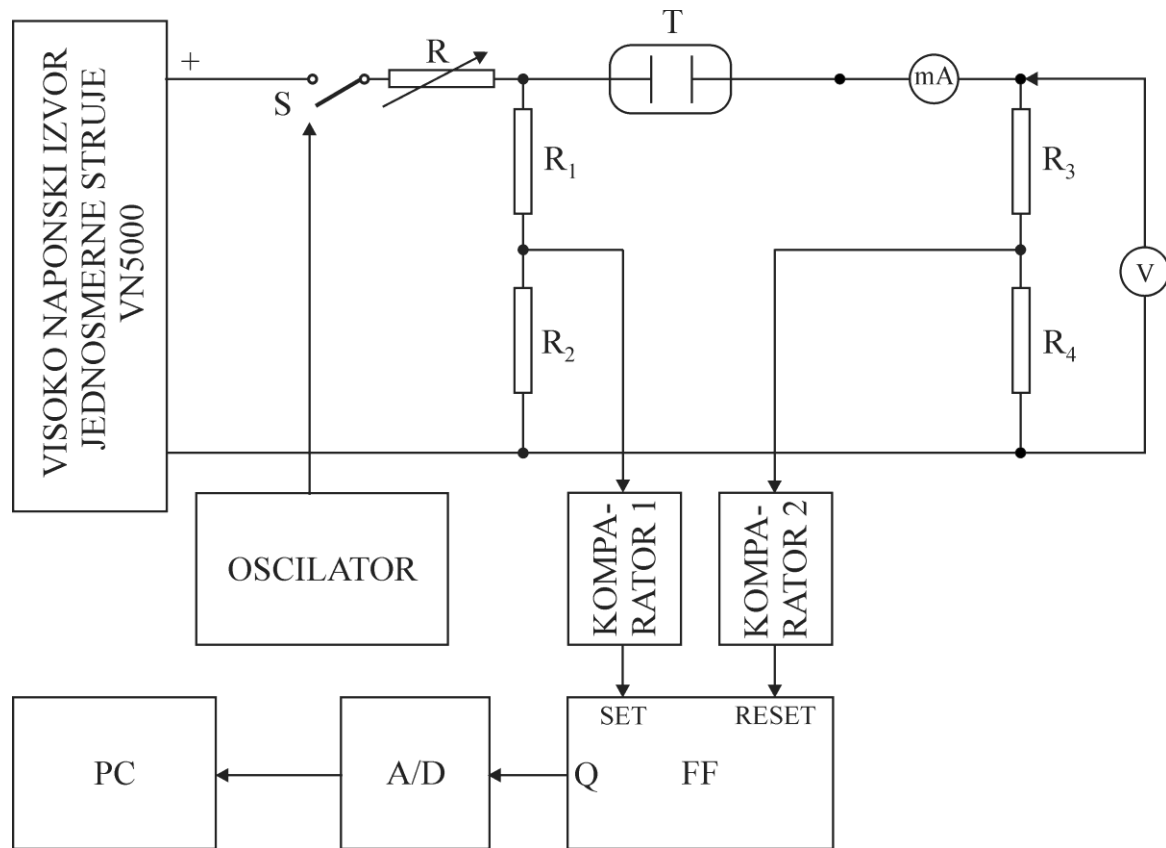 VISOKO NAPONSKI IZVOR
JEDNOSMERNE STRUJE
VN5000
+
S
R
T
mA
R₁
R₂
R₃
R₄
V
OSCILATOR
KOMPA-
RATOR 1
KOMPA-
RATOR 2
SET
RESET
PC
A/D
Q
FF